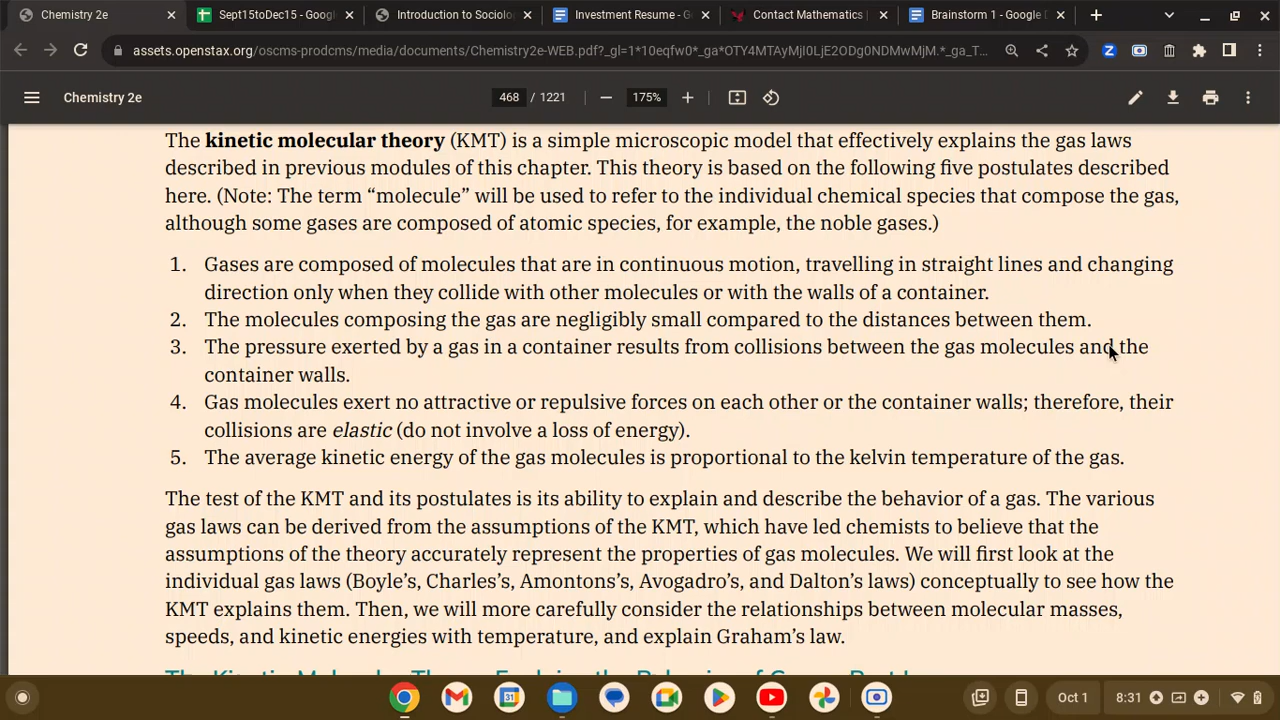 Chemistry 2e
Sept15toDec15 - Googl
Introduction to Sociolo
Investment Resume - G
Contact Mathematics
Brainstorm 1 - Google D
assets.openstax.org/oscms-prodcms/media/documents/Chemistry2e-WEB.pdf?_gl=1*10eqfw0*_ga*OTY4MTAyMjI0LjE2ODg0NDMwMjM.*_ga_T...
Chemistry 2e
468 / 1221
175%
The kinetic molecular theory (KMT) is a simple microscopic model that effectively explains the gas laws
described in previous modules of this chapter. This theory is based on the following five postulates described
here. (Note: The term “molecule” will be used to refer to the individual chemical species that compose the gas,
although some gases are composed of atomic species, for example, the noble gases.)
1. Gases are composed of molecules that are in continuous motion, travelling in straight lines and changing
direction only when they collide with other molecules or with the walls of a container.
2. The molecules composing the gas are negligibly small compared to the distances between them.
3. The pressure exerted by a gas in a container results from collisions between the gas molecules and the
container walls.
4. Gas molecules exert no attractive or repulsive forces on each other or the container walls; therefore, their
collisions are elastic (do not involve a loss of energy).
5. The average kinetic energy of the gas molecules is proportional to the kelvin temperature of the gas.
The test of the KMT and its postulates is its ability to explain and describe the behavior of a gas. The various
gas laws can be derived from the assumptions of the KMT, which have led chemists to believe that the
assumptions of the theory accurately represent the properties of gas molecules. We will first look at the
individual gas laws (Boyle’s, Charles’s, Amontons’s, Avogadro’s, and Dalton’s laws) conceptually to see how the
KMT explains them. Then, we will more carefully consider the relationships between molecular masses,
speeds, and kinetic energies with temperature, and explain Graham’s law.
Oct 1
8:31